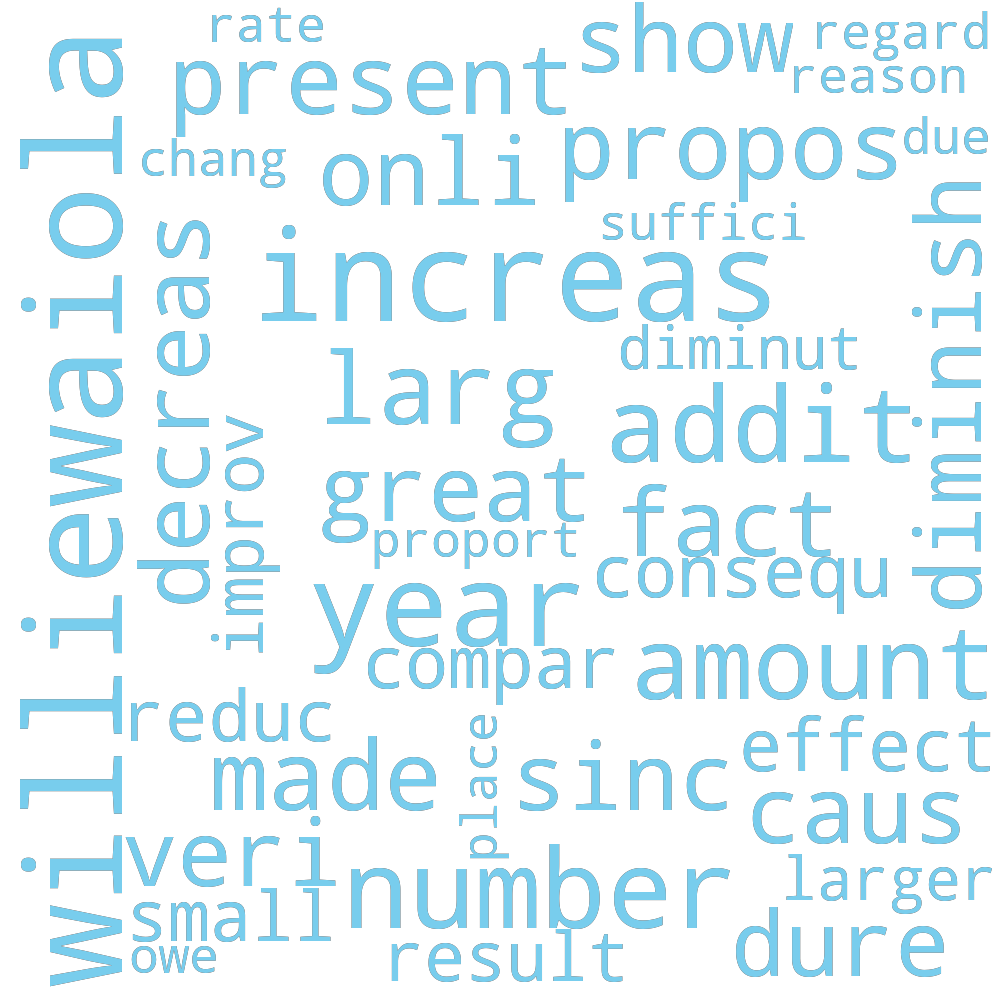 rate
show
regard
present
reason
williewaiola
chang
onli
propos
due
suffici
decreas
increas
diminish
diminut
larg
addit
improv
great
fact
proport
consequ
year
compar
amount
reduc
place
effect
made
sinc
caus
veri
number
larger
small
owe
result
dure